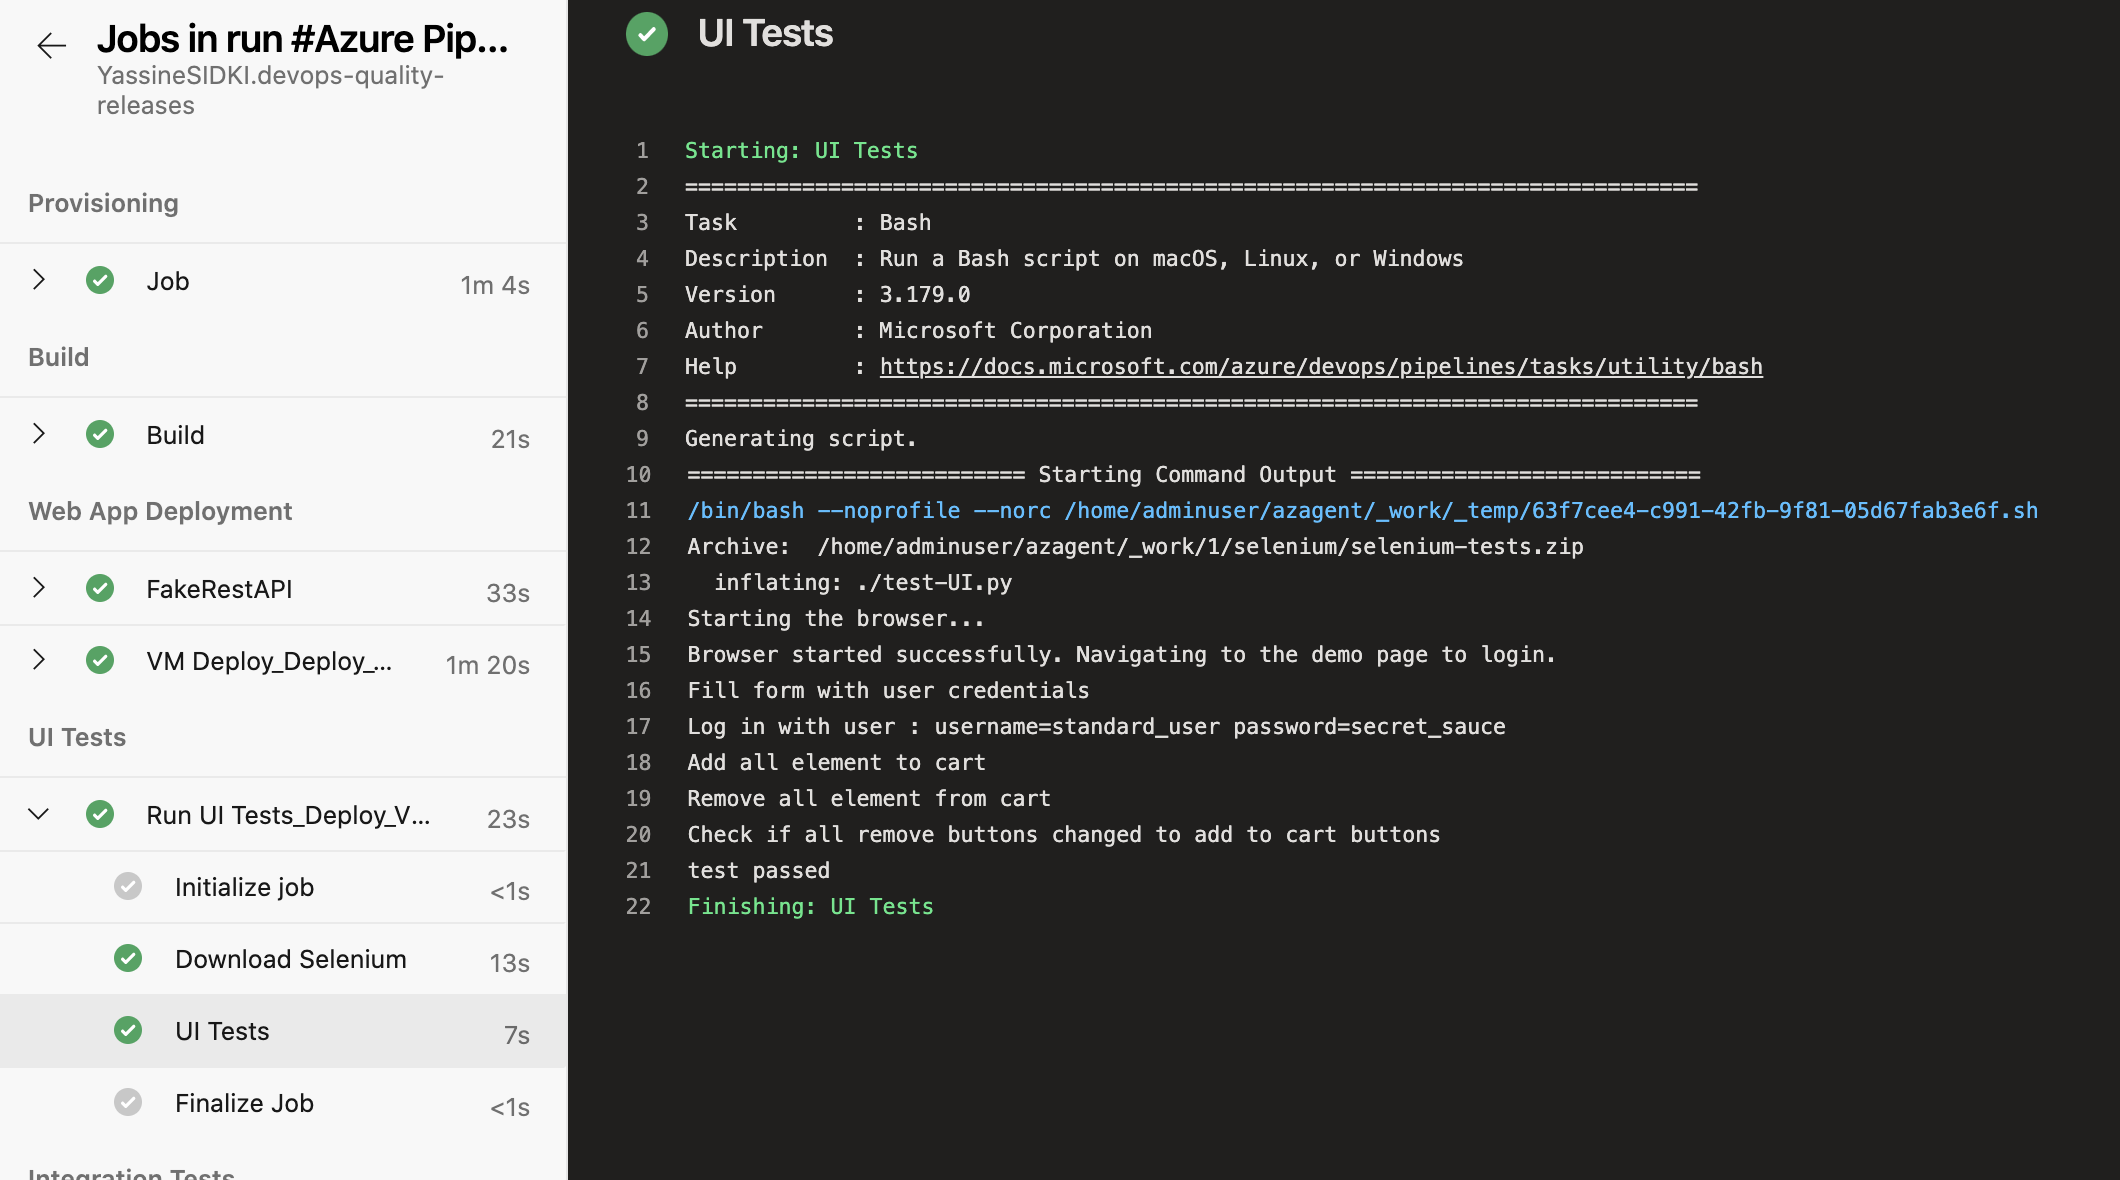 Jobs in run #Azure Pip...
YassineSIDKI.devops-quality-
releases
Provisioning
Job 1m 4s
Build
Build 21s
Web App Deployment
FakeRestAPI 33s
VM Deploy_Deploy_... 1m 20s
UI Tests
Run UI Tests_Deploy_V... 23s
Initialize job <1s
Download Selenium 13s
UI Tests 7s
Finalize Job <1s
Integration Tests
UI Tests
1 Starting: UI Tests
2 ==============================================================================
3 Task         : Bash
4 Description  : Run a Bash script on macOS, Linux, or Windows
5 Version      : 3.179.0
6 Author       : Microsoft Corporation
7 Help         : https://docs.microsoft.com/azure/devops/pipelines/tasks/utility/bash
8 ==============================================================================
9 Generating script.
10 ========================== Starting Command Output ===========================
11 /bin/bash --noprofile --norc /home/adminuser/azagent/_work/_temp/63f7cee4-c991-42fb-9f81-05d67fab3e6f.sh
12 Archive:  /home/adminuser/azagent/_work/1/selenium/selenium-tests.zip
13   inflating: ./test-UI.py
14 Starting the browser...
15 Browser started successfully. Navigating to the demo page to login.
16 Fill form with user credentials
17 Log in with user : username=standard_user password=secret_sauce
18 Add all element to cart
19 Remove all element from cart
20 Check if all remove buttons changed to add to cart buttons
21 test passed
22 Finishing: UI Tests